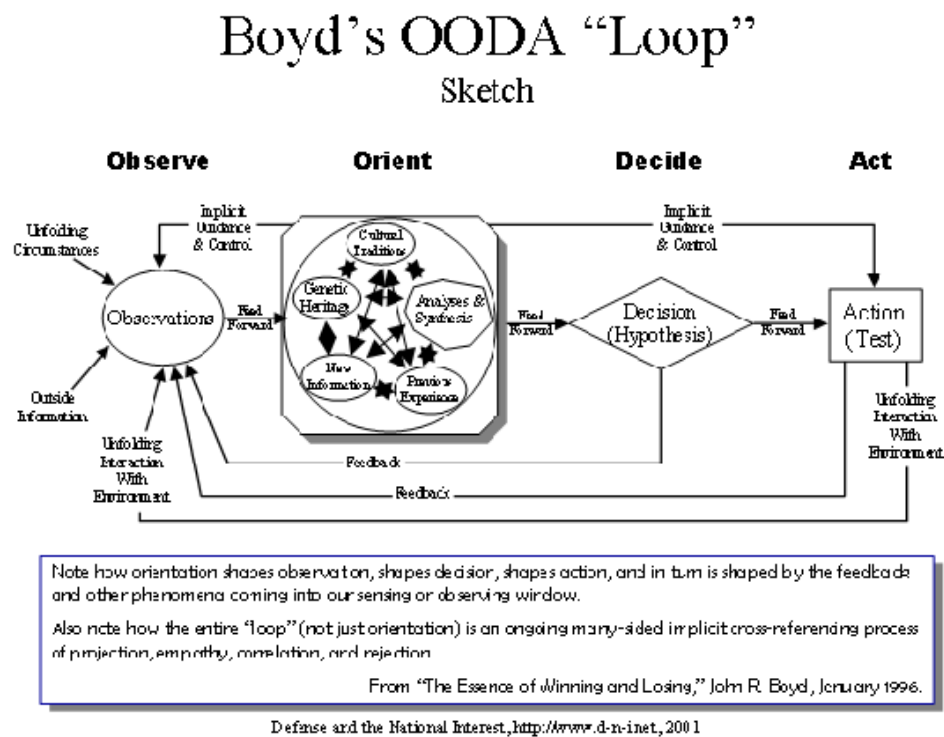 Boyd's OODA “Loop”
Sketch
Observe
Orient
Decide
Act
Implicit
Guidance
& Control
Implicit
Guidance
& Control
Unfolding
Circumstances
Cultural
Traditions
Genetic
Heritage
Analyses &
Synthesis
New
Information
Previous
Experience
Observations
Feed
Forward
Feed
Forward
Decision
(Hypothesis)
Feed
Forward
Action
(Test)
Outside
Information
Unfolding
Interaction
With
Environment
Unfolding
Interaction
With
Environment
Feedback
Feedback
Note how orientation shapes observation, shapes decision, shapes action, and in turn is shaped by the feedback
and other phenomena coming into our sensing or observing window.
Also note how the entire “loop” (not just orientation) is an ongoing many-sided implicit cross-referencing process
of projection, empathy, correlation, and rejection
From “The Essence of Winning and Losing,” John R. Boyd, January 1996.
Defense and the National Interest, http://www.d-n-i.net, 2001